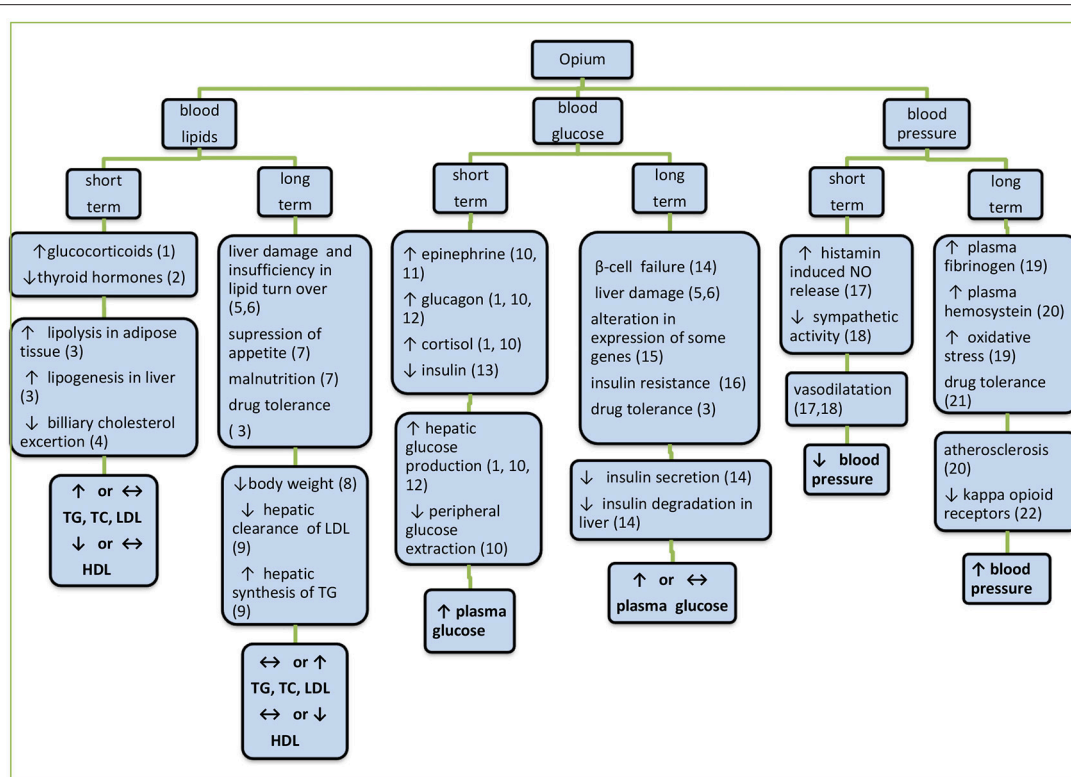 Opium
blood
lipids
short
term
↑glucocorticoids (1)
↓thyroid hormones (2)
↑ lipolysis in adipose
tissue (3)
↑ lipogenesis in liver
(3)
↓ billiary cholesterol
excertion (4)
↑ or ↔
TG, TC, LDL
↓ or ↔
HDL
long
term
liver damage and
insufficiency in
lipid turn over
(5,6)
supression of
appetite (7)
malnutrition (7)
drug tolerance
( 3)
↓body weight (8)
↓ hepatic
clearance of LDL
(9)
↑ hepatic
synthesis of TG
(9)
↔ or ↑
TG, TC, LDL
↔ or ↓
HDL
blood
glucose
short
term
↑ epinephrine (10,
11)
↑ glucagon (1, 10,
12)
↑ cortisol (1, 10)
↓ insulin (13)
↑ hepatic
glucose
production (1, 10,
12)
↓ peripheral
glucose
extraction (10)
↑ plasma
glucose
long
term
β-cell failure (14)
liver damage (5,6)
alteration in
expression of some
genes (15)
insulin resistance (16)
drug tolerance (3)
↓ insulin secretion (14)
↓ insulin degradation in
liver (14)
↑ or ↔
plasma glucose
blood
pressure
short
term
↑ histamin
induced NO
release (17)
↓ sympathetic
activity (18)
vasodilatation
(17,18)
↓ blood
pressure
long
term
↑ plasma
fibrinogen (19)
↑ plasma
hemosystein (20)
↑ oxidative
stress (19)
drug tolerance
(21)
atherosclerosis
(20)
↓ kappa opioid
receptors (22)
↑ blood
pressure